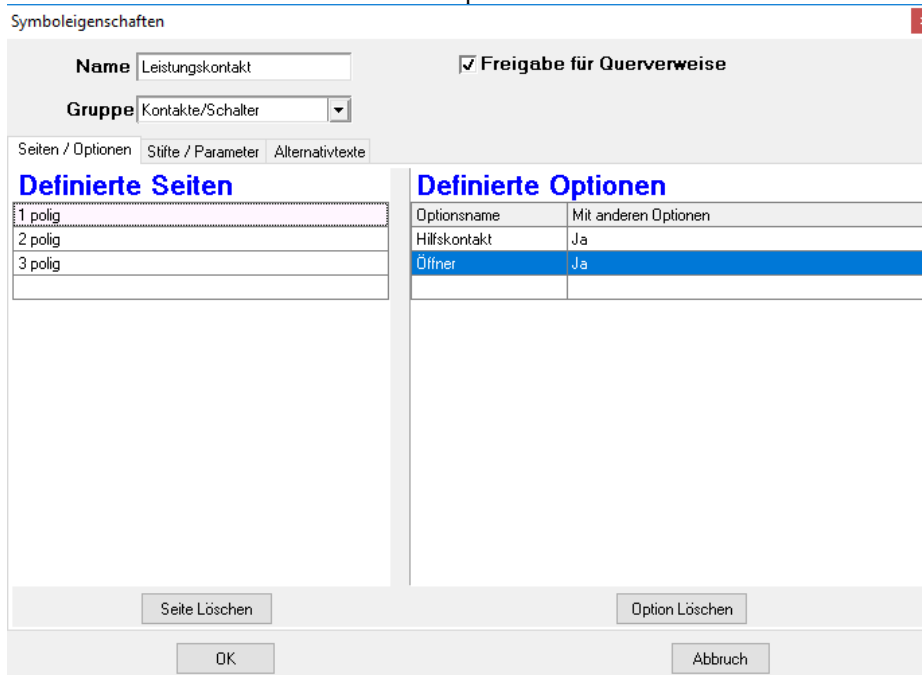 Symboleigenschaften
Name Leistungskontakt
Freigabe für Querverweise
Gruppe Kontakte/Schalter
Seiten / Optionen Stifte / Parameter Alternativtexte
Definierte Seiten
1 polig
2 polig
3 polig
Definierte Optionen
Optionsname Mit anderen Optionen
Hilfskontakt Ja
Öffner Ja
Seite Löschen
Option Löschen
OK
Abbruch